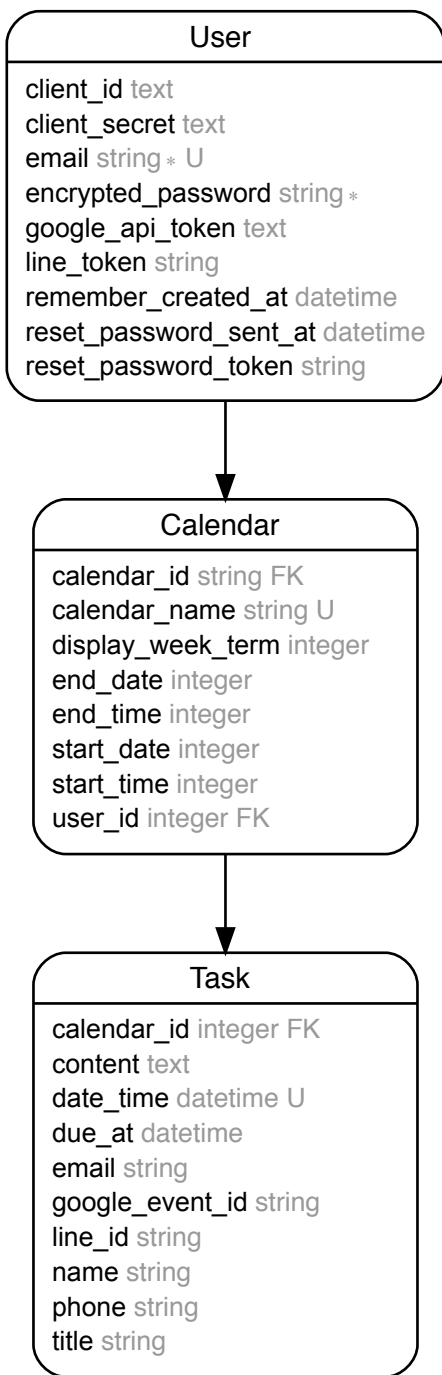 User
client_id text
client_secret text
email string * U
encrypted_password string *
google_api_token text
line_token string
remember_created_at datetime
reset_password_sent_at datetime
reset_password_token string
Calendar
calendar_id string FK
calendar_name string U
display_week_term integer
end_date integer
end_time integer
start_date integer
start_time integer
user_id integer FK
Task
calendar_id integer FK
content text
date_time datetime U
due_at datetime
email string
google_event_id string
line_id string
name string
phone string
title string